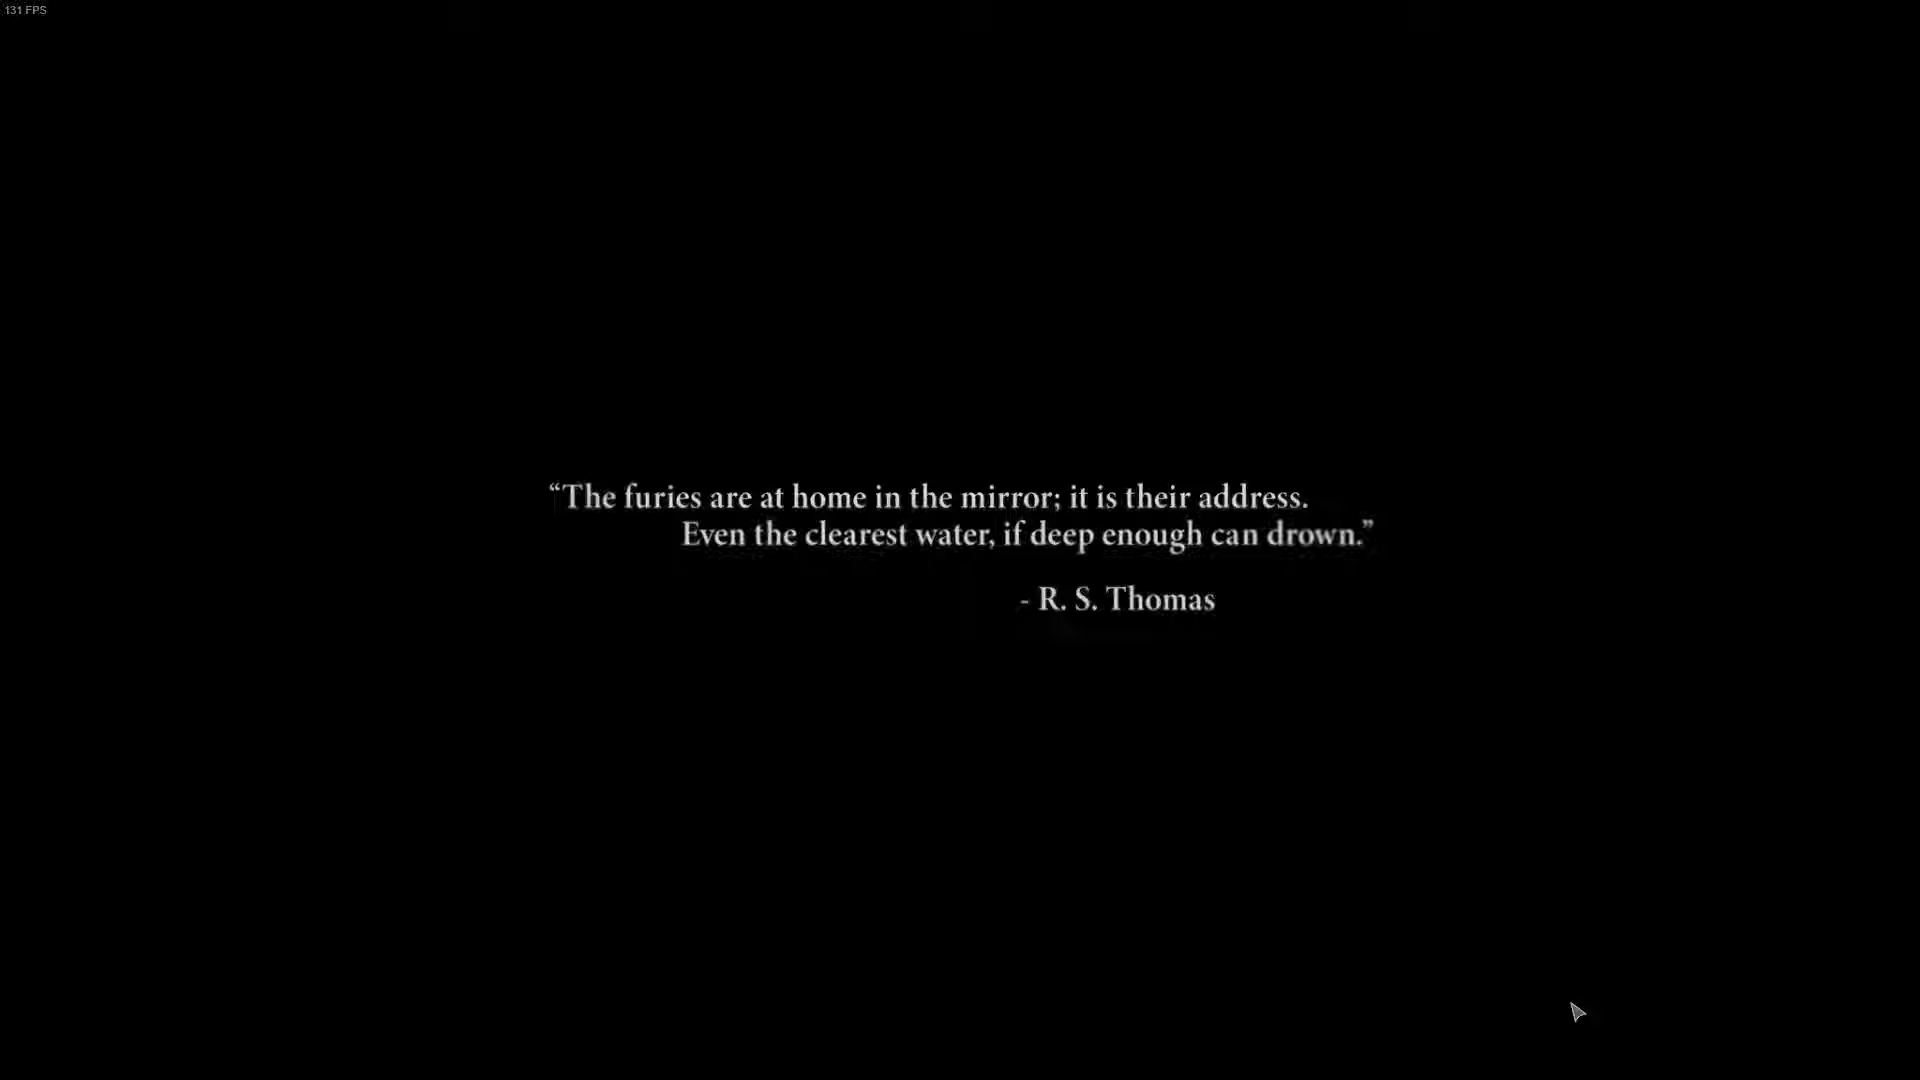 131 FPS
“The furies are at home in the mirror; it is their address.
Even the clearest water, if deep enough can drown.”
- R. S. Thomas